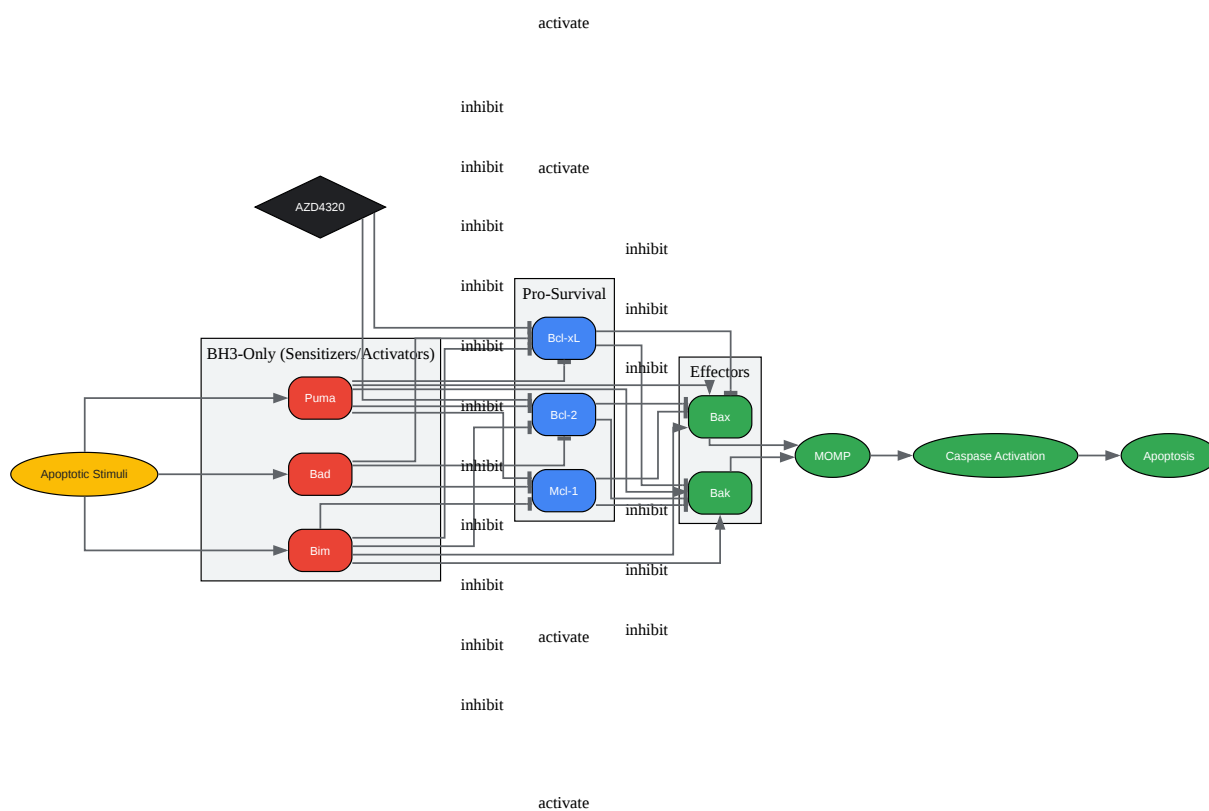 activate
inhibit
inhibit
activate
AZD4320
inhibit
inhibit
inhibit
Pro-Survival
inhibit
Bcl-xL
inhibit
BH3-Only (Sensitizers/Activators)
inhibit
Effectors
Puma
inhibit
Bcl-2
Bax
MOMP
Caspase Activation
Apoptosis
inhibit
Apoptotic Stimuli
Bad
Mcl-1
Bak
inhibit
inhibit
Bim
inhibit
inhibit
inhibit
activate
inhibit
inhibit
activate